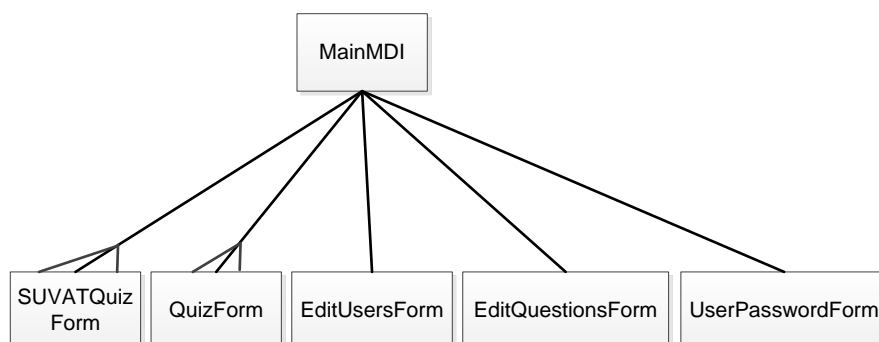 MainMDI
SUVATQuiz
Form
QuizForm
EditUsersForm
EditQuestionsForm
UserPasswordForm